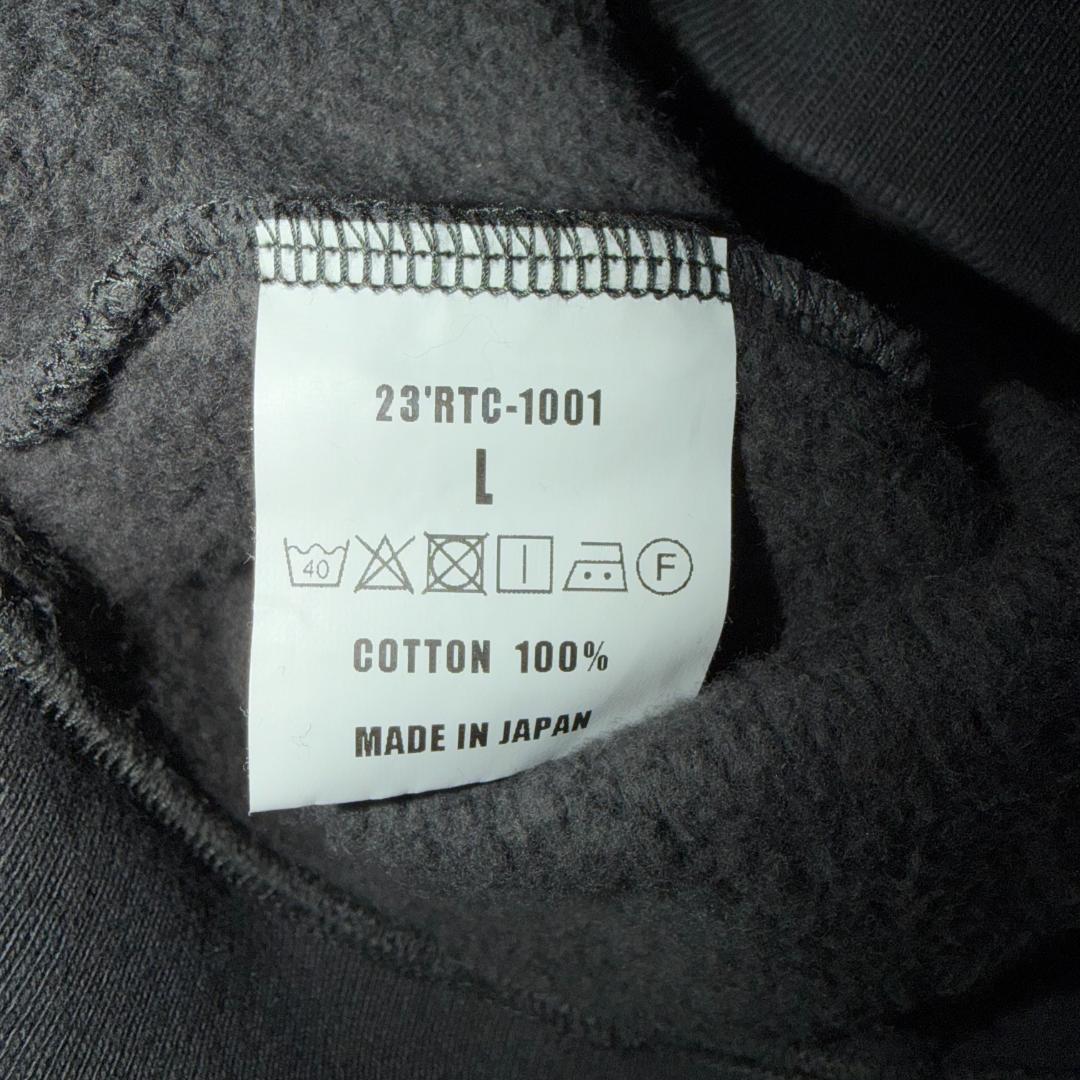 23'RTC-1001
L
40 F
COTTON 100%
MADE IN JAPAN